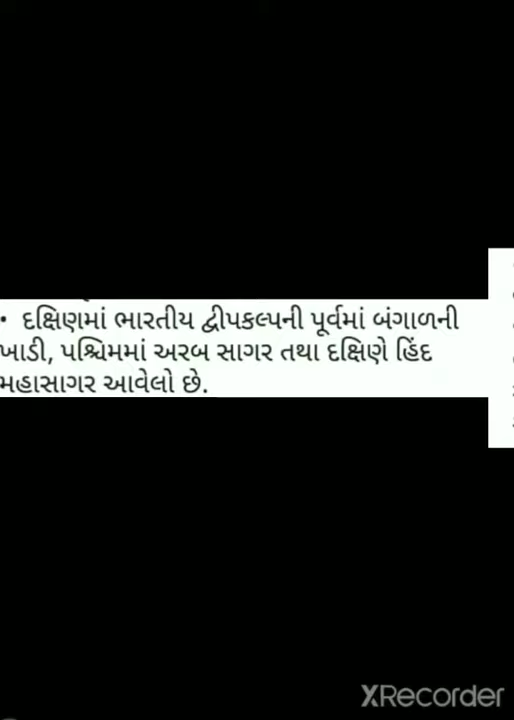 • દક્ષિણમાં ભારતીય દ્વીપકલ્પની પૂર્વમાં બંગાળની
ખાડી, પશ્ચિમમાં અરબ સાગર તથા દક્ષિણે હિંદ
મહાસાગર આવેલો છે.
XRecorder